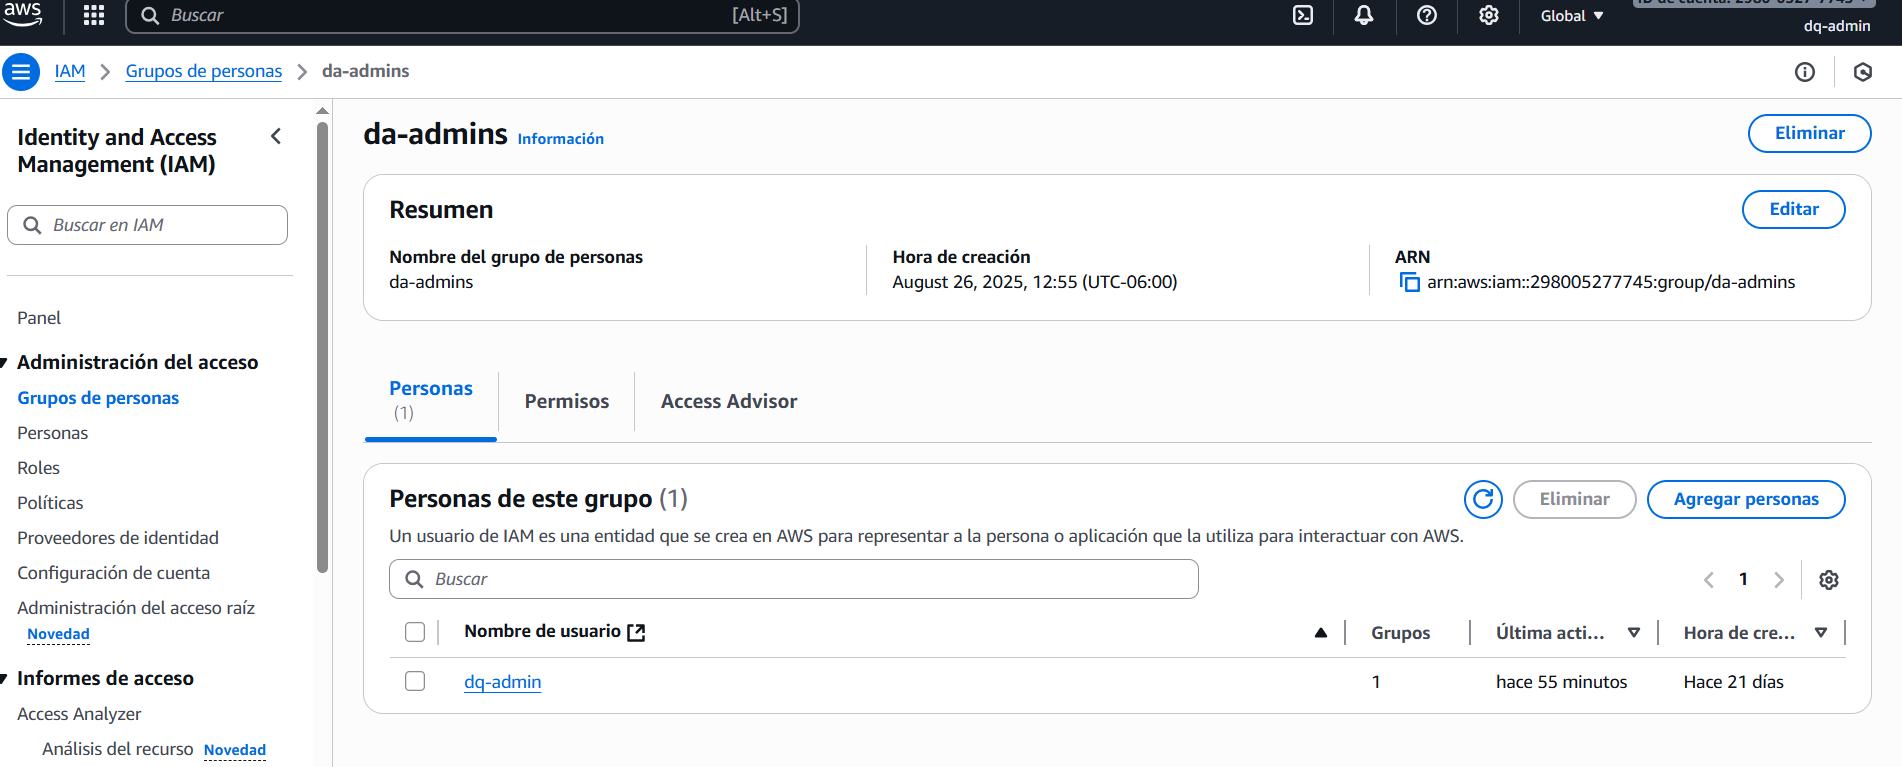 aws
Buscar
[Alt+S]
Global
dq-admin
IAM
Grupos de personas
da-admins
Identity and Access
Management (IAM)
Buscar en IAM
Panel
Administración del acceso
Grupos de personas
Personas
Roles
Políticas
Proveedores de identidad
Configuración de cuenta
Administración del acceso raíz
Novedad
Informes de acceso
Access Analyzer
Análisis del recurso Novedad
da-admins Información
Eliminar
Resumen
Editar
Nombre del grupo de personas
da-admins
Hora de creación
August 26, 2025, 12:55 (UTC-06:00)
ARN
arn:aws:iam::298005277745:group/da-admins
Personas
(1)
Permisos
Access Advisor
Personas de este grupo (1)
Eliminar
Agregar personas
Un usuario de IAM es una entidad que se crea en AWS para representar a la persona o aplicación que la utiliza para interactuar con AWS.
Buscar
1
Nombre de usuario
Grupos
Última acti...
Hora de cre...
dq-admin
1
hace 55 minutos
Hace 21 días